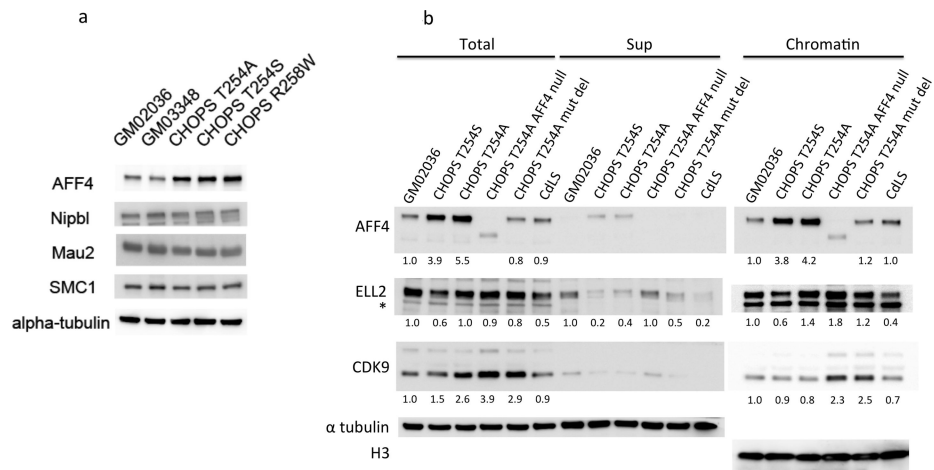 a
GM02036
GM03348
CHOPS T254A
CHOPS T254S
CHOPS R258W
AFF4
Nipbl
Mau2
SMC1
alpha-tubulin
b
Total Sup Chromatin
GM02036
CHOPS T254S
CHOPS T254A
CHOPS T254A AFF4 null
CHOPS T254A mut del
CdLS
GM02036
CHOPS T254S
CHOPS T254A
CHOPS T254A AFF4 null
CHOPS T254A mut del
CdLS
GM02036
CHOPS T254S
CHOPS T254A
CHOPS T254A AFF4 null
CHOPS T254A mut del
CdLS
AFF4
1.0 3.9 5.5 0.8 0.9 1.0 3.8 4.2 1.2 1.0
ELL2
*
1.0 0.6 1.0 0.9 0.8 0.5 1.0 0.2 0.4 1.0 0.5 0.2 1.0 0.6 1.4 1.8 1.2 0.4
CDK9
1.0 1.5 2.6 3.9 2.9 0.9 1.0 0.9 0.8 2.3 2.5 0.7
α tubulin
H3